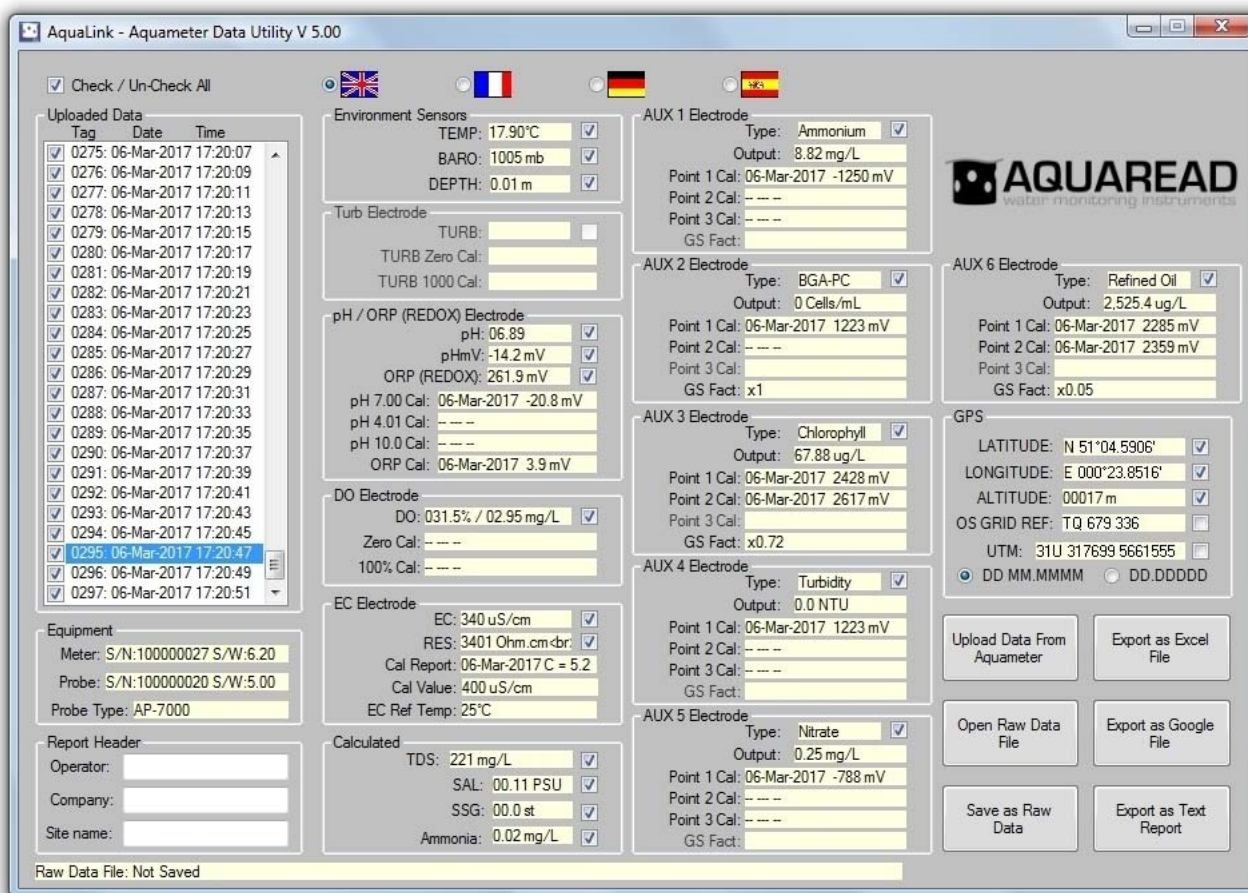 AquaLink - Aquameter Data Utility V 5.00
Check / Un-Check All
Uploaded Data
Tag Date Time
0275: 06-Mar-2017 17:20:07
0276: 06-Mar-2017 17:20:09
0277: 06-Mar-2017 17:20:11
0278: 06-Mar-2017 17:20:13
0279: 06-Mar-2017 17:20:15
0280: 06-Mar-2017 17:20:17
0281: 06-Mar-2017 17:20:19
0282: 06-Mar-2017 17:20:21
0283: 06-Mar-2017 17:20:23
0284: 06-Mar-2017 17:20:25
0285: 06-Mar-2017 17:20:27
0286: 06-Mar-2017 17:20:29
0287: 06-Mar-2017 17:20:31
0288: 06-Mar-2017 17:20:33
0289: 06-Mar-2017 17:20:35
0290: 06-Mar-2017 17:20:37
0291: 06-Mar-2017 17:20:39
0292: 06-Mar-2017 17:20:41
0293: 06-Mar-2017 17:20:43
0294: 06-Mar-2017 17:20:45
0295: 06-Mar-2017 17:20:47
0296: 06-Mar-2017 17:20:49
0297: 06-Mar-2017 17:20:51
Equipment
Meter: S/N:100000027 S/W:6.20
Probe: S/N:100000020 S/W:5.00
Probe Type: AP-7000
Report Header
Operator:
Company:
Site name:
Environment Sensors
TEMP: 17.90°C
BARO: 1005 mb
DEPTH: 0.01 m
Turb Electrode
TURB:
TURB Zero Cal:
TURB 1000 Cal:
pH / ORP (REDOX) Electrode
pH: 06.89
pHmV: -14.2 mV
ORP (REDOX): 261.9 mV
pH 7.00 Cal: 06-Mar-2017 -20.8 mV
pH 4.01 Cal: -- --- --
pH 10.0 Cal: -- --- --
ORP Cal: 06-Mar-2017 3.9 mV
DO Electrode
DO: 031.5% / 02.95 mg/L
Zero Cal: -- --- --
100% Cal: -- --- --
EC Electrode
EC: 340 uS/cm
RES: 3401 Ohm.cm<br
Cal Report: 06-Mar-2017 C = 5.2
Cal Value: 400 uS/cm
EC Ref Temp: 25°C
Calculated
TDS: 221 mg/L
SAL: 00.11 PSU
SSG: 00.0 st
Ammonia: 0.02 mg/L
AUX 1 Electrode
Type: Ammonium
Output: 8.82 mg/L
Point 1 Cal: 06-Mar-2017 -1250 mV
Point 2 Cal: -- --- --
Point 3 Cal: -- --- --
GS Fact:
AUX 2 Electrode
Type: BGA-PC
Output: 0 Cells/mL
Point 1 Cal: 06-Mar-2017 1223 mV
Point 2 Cal: -- --- --
Point 3 Cal:
GS Fact: x1
AUX 3 Electrode
Type: Chlorophyll
Output: 67.88 ug/L
Point 1 Cal: 06-Mar-2017 2428 mV
Point 2 Cal: 06-Mar-2017 2617 mV
Point 3 Cal:
GS Fact: x0.72
AUX 4 Electrode
Type: Turbidity
Output: 0.0 NTU
Point 1 Cal: 06-Mar-2017 1223 mV
Point 2 Cal: -- --- --
Point 3 Cal: -- --- --
GS Fact:
AUX 5 Electrode
Type: Nitrate
Output: 0.25 mg/L
Point 1 Cal: 06-Mar-2017 -788 mV
Point 2 Cal: -- --- --
Point 3 Cal: -- --- --
GS Fact:
AQUAREAD
water monitoring instruments
AUX 6 Electrode
Type: Refined Oil
Output: 2,525.4 ug/L
Point 1 Cal: 06-Mar-2017 2285 mV
Point 2 Cal: 06-Mar-2017 2359 mV
Point 3 Cal:
GS Fact: x0.05
GPS
LATITUDE: N 51°04.5906'
LONGITUDE: E 000°23.8516'
ALTITUDE: 00017 m
OS GRID REF: TQ 679 336
UTM: 31U 317699 5661555
DD MM.MMMM DD.DDDDD
Upload Data From
Aquameter
Export as Excel
File
Open Raw Data
File
Export as Google
File
Save as Raw
Data
Export as Text
Report
Raw Data File: Not Saved